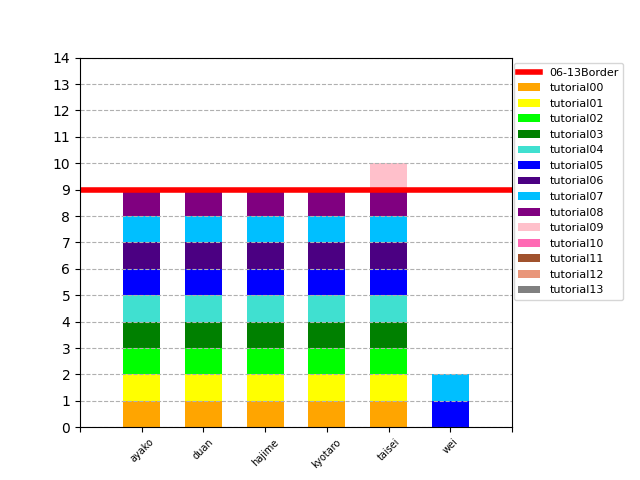 14
13
12
11
10
9
8
7
6
5
4
3
2
1
0
ayako
duan
hajime
kyotaro
taisei
wei
06-13Border
tutorial00
tutorial01
tutorial02
tutorial03
tutorial04
tutorial05
tutorial06
tutorial07
tutorial08
tutorial09
tutorial10
tutorial11
tutorial12
tutorial13